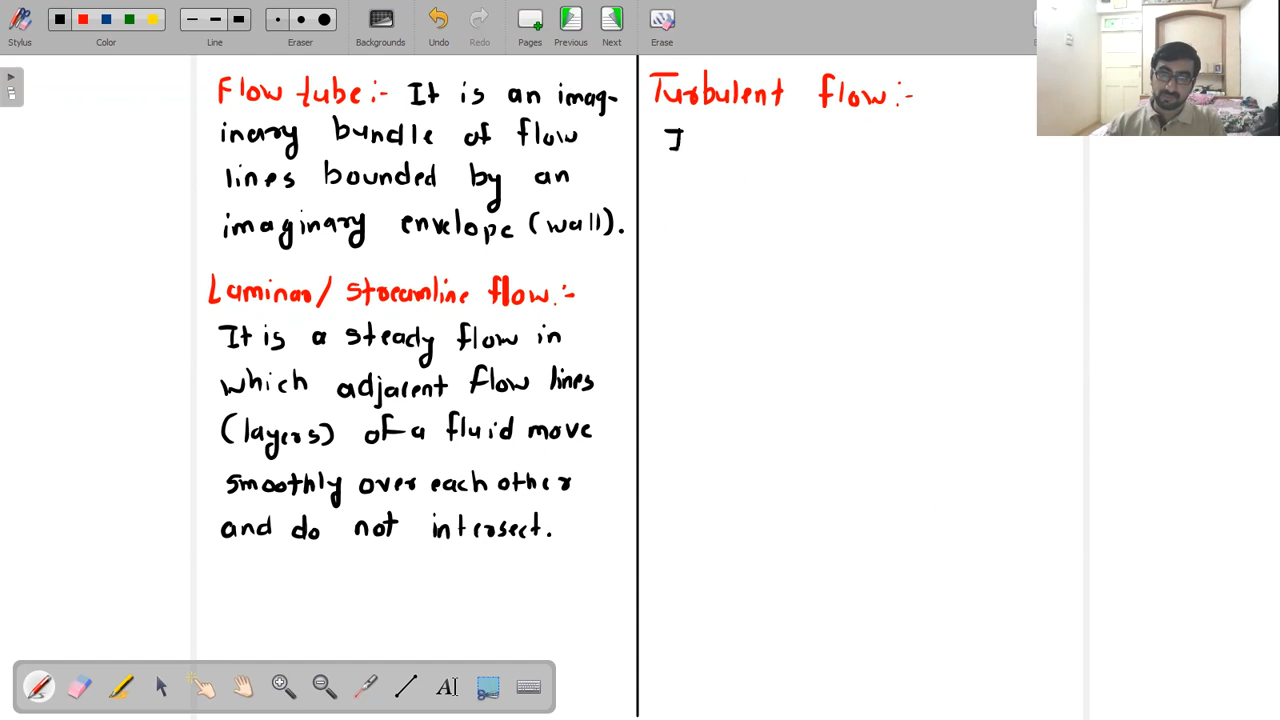 Stylus
Color
Line
Eraser
Backgrounds
Undo
Redo
Pages
Previous
Next
Erase
Flow tube:- It is an imag-
inary bundle of flow
lines bounded by an
imaginary envelope (wall).
Laminar/ streamline flow:-
It is a steady flow in
which adjacent flow lines
(layers) of a fluid move
smoothly over each other
and do not intersect.
Turbulent flow:-
I